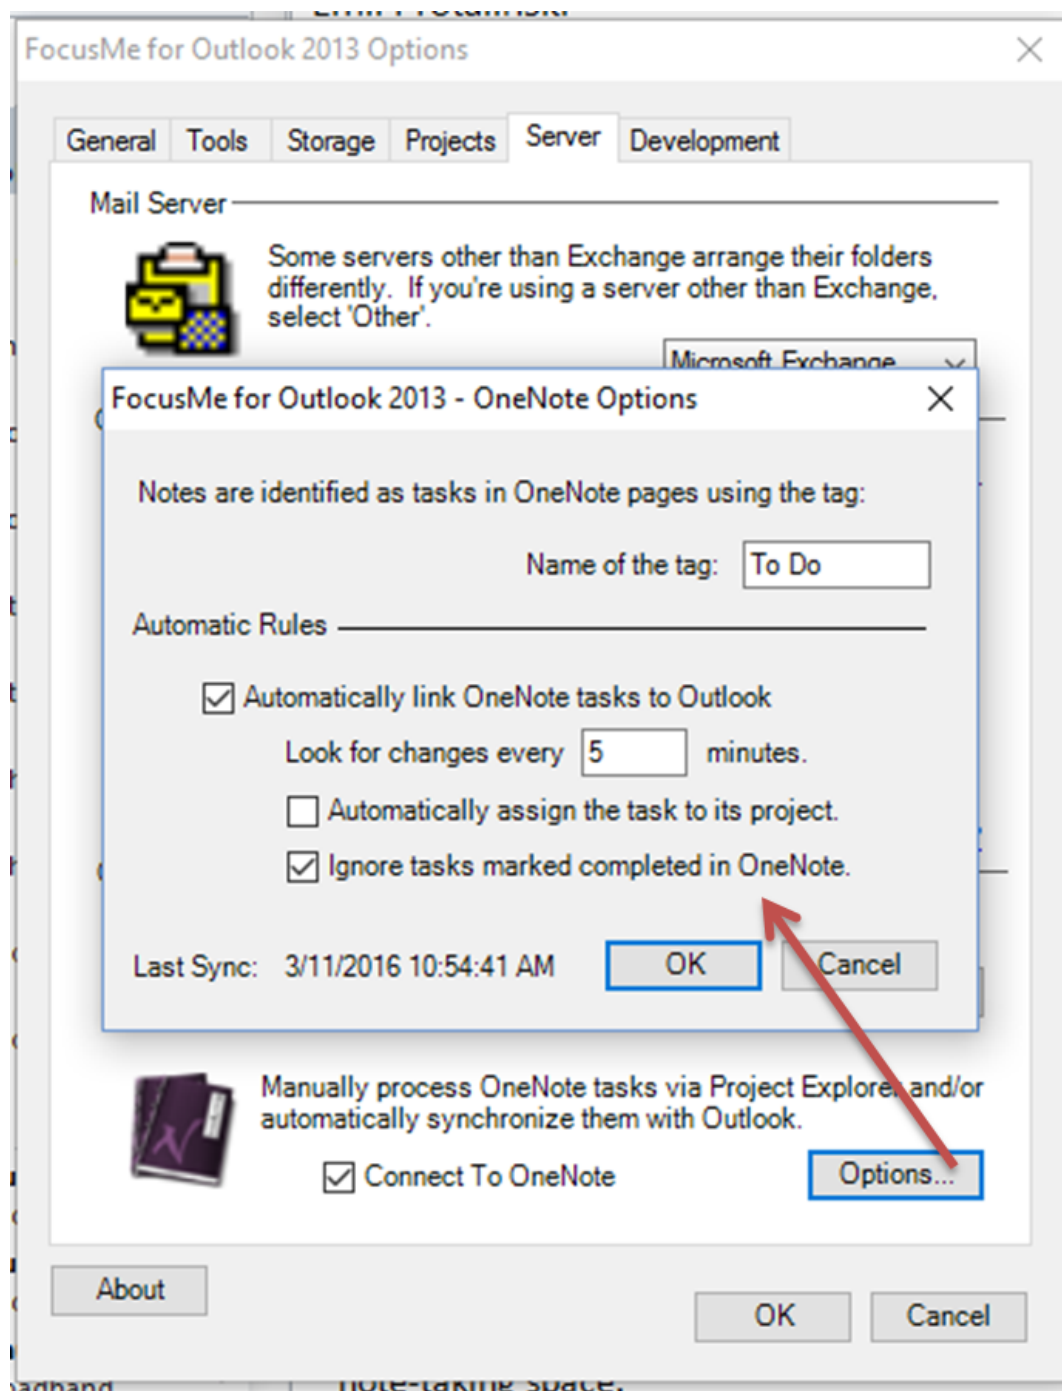 FocusMe for Outlook 2013 Options
General Tools Storage Projects Server Development
Mail Server
Some servers other than Exchange arrange their folders
differently. If you're using a server other than Exchange,
select 'Other'.
Microsoft Exchange
FocusMe for Outlook 2013 - OneNote Options
Notes are identified as tasks in OneNote pages using the tag:
Name of the tag: To Do
Automatic Rules
Automatically link OneNote tasks to Outlook
Look for changes every 5 minutes.
Automatically assign the task to its project.
Ignore tasks marked completed in OneNote.
Last Sync: 3/11/2016 10:54:41 AM OK Cancel
Manually process OneNote tasks via Project Explorer and/or
automatically synchronize them with Outlook.
Connect To OneNote Options...
About
OK Cancel
note-taking space.